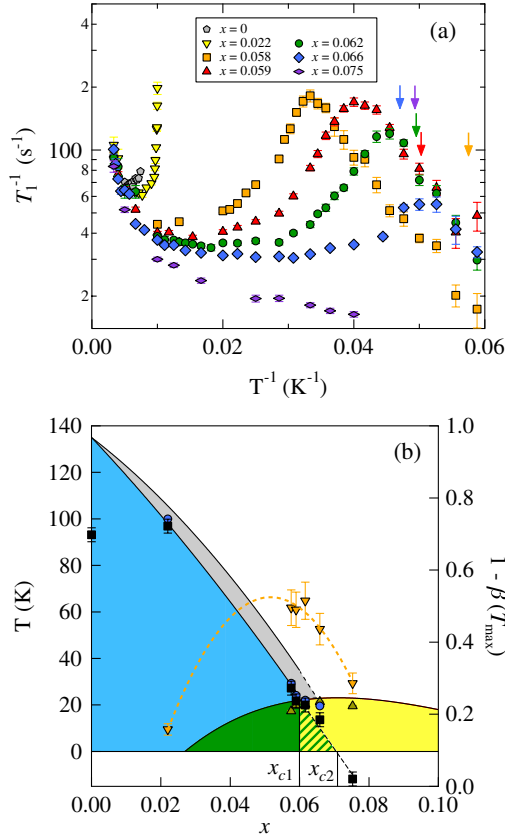 (a)
x = 0
x = 0.022
x = 0.058
x = 0.059
x = 0.062
x = 0.066
x = 0.075
T₁⁻¹ (s⁻¹)
2
100
8
6
4
2
0.00 0.02 0.04 0.06
T⁻¹ (K⁻¹)
(b)
T (K)
140
120
100
80
60
40
20
0
1.0
0.8
0.6
0.4
0.2
0.0
1 - β (Tₘₐₓ)
x_c1 x_c2
0.00 0.02 0.04 0.06 0.08 0.10
x